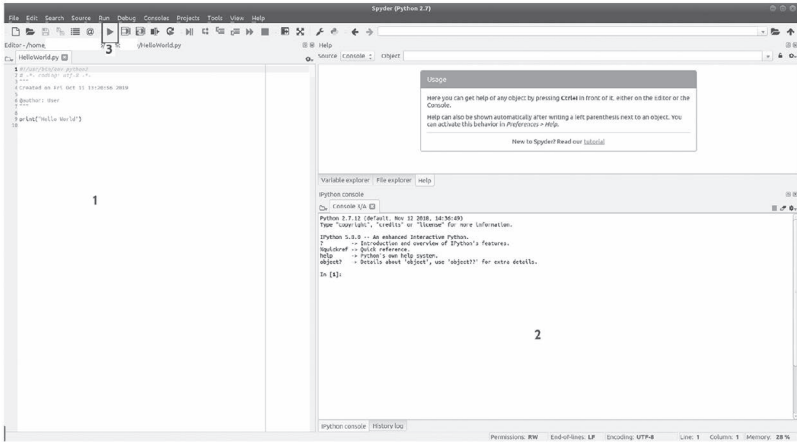 Spyder (Python 2.7)
File Edit Search Source Run Debug Consoles Projects Tools View Help
Editor - /home, /HelloWorld.py
3
Help
HelloWorld.py
Source Console Object
1 #!/usr/bin/env python2
2 # -*- coding: utf-8 -*-
3 """
4 Created on Fri Oct 11 11:20:56 2019
5
6 @author: User
7 """
8
9 print("Hello World")
10
Usage
Here you can get help of any object by pressing Ctrl+I in front of it, either on the Editor or the
Console.
Help can also be shown automatically after writing a left parenthesis next to an object. You
can activate this behavior in Preferences > Help.
New to Spyder? Read our tutorial
Variable explorer File explorer Help
IPython console
Console 1/A
Python 2.7.12 (default, Nov 12 2018, 14:36:49)
Type "copyright", "credits" or "license" for more information.
IPython 5.8.0 -- An enhanced Interactive Python.
? -> Introduction and overview of IPython's features.
%quickref -> Quick reference.
help -> Python's own help system.
object? -> Details about 'object', use 'object??' for extra details.
In [1]:
1
2
IPython console History log
Permissions: RW End-of-lines: LF Encoding: UTF-8 Line: 1 Column: 1 Memory: 28 %